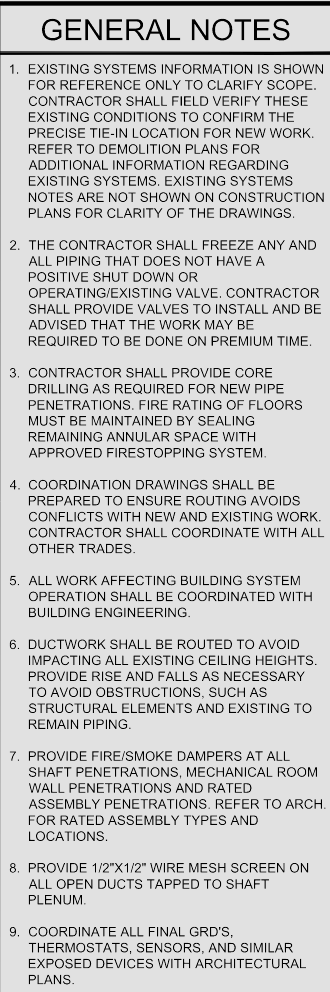 GENERAL NOTES
1. EXISTING SYSTEMS INFORMATION IS SHOWN
FOR REFERENCE ONLY TO CLARIFY SCOPE.
CONTRACTOR SHALL FIELD VERIFY THESE
EXISTING CONDITIONS TO CONFIRM THE
PRECISE TIE-IN LOCATION FOR NEW WORK.
REFER TO DEMOLITION PLANS FOR
ADDITIONAL INFORMATION REGARDING
EXISTING SYSTEMS. EXISTING SYSTEMS
NOTES ARE NOT SHOWN ON CONSTRUCTION
PLANS FOR CLARITY OF THE DRAWINGS.
2. THE CONTRACTOR SHALL FREEZE ANY AND
ALL PIPING THAT DOES NOT HAVE A
POSITIVE SHUT DOWN OR
OPERATING/EXISTING VALVE. CONTRACTOR
SHALL PROVIDE VALVES TO INSTALL AND BE
ADVISED THAT THE WORK MAY BE
REQUIRED TO BE DONE ON PREMIUM TIME.
3. CONTRACTOR SHALL PROVIDE CORE
DRILLING AS REQUIRED FOR NEW PIPE
PENETRATIONS. FIRE RATING OF FLOORS
MUST BE MAINTAINED BY SEALING
REMAINING ANNULAR SPACE WITH
APPROVED FIRESTOPPING SYSTEM.
4. COORDINATION DRAWINGS SHALL BE
PREPARED TO ENSURE ROUTING AVOIDS
CONFLICTS WITH NEW AND EXISTING WORK.
CONTRACTOR SHALL COORDINATE WITH ALL
OTHER TRADES.
5. ALL WORK AFFECTING BUILDING SYSTEM
OPERATION SHALL BE COORDINATED WITH
BUILDING ENGINEERING.
6. DUCTWORK SHALL BE ROUTED TO AVOID
IMPACTING ALL EXISTING CEILING HEIGHTS.
PROVIDE RISE AND FALLS AS NECESSARY
TO AVOID OBSTRUCTIONS, SUCH AS
STRUCTURAL ELEMENTS AND EXISTING TO
REMAIN PIPING.
7. PROVIDE FIRE/SMOKE DAMPERS AT ALL
SHAFT PENETRATIONS, MECHANICAL ROOM
WALL PENETRATIONS AND RATED
ASSEMBLY PENETRATIONS. REFER TO ARCH.
FOR RATED ASSEMBLY TYPES AND
LOCATIONS.
8. PROVIDE 1/2"X1/2" WIRE MESH SCREEN ON
ALL OPEN DUCTS TAPPED TO SHAFT
PLENUM.
9. COORDINATE ALL FINAL GRD'S,
THERMOSTATS, SENSORS, AND SIMILAR
EXPOSED DEVICES WITH ARCHITECTURAL
PLANS.